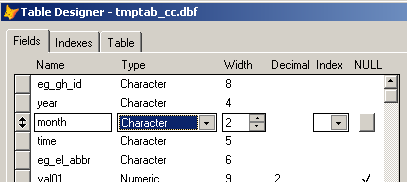 Table Designer - tmptab_cc.dbf
Fields Indexes Table
Name Type Width Decimal Index NULL
eg_gh_id Character 8
year Character 4
month Character 2
time Character 5
eg_el_abbr Character 6
val01 Numeric 9 2 ✓